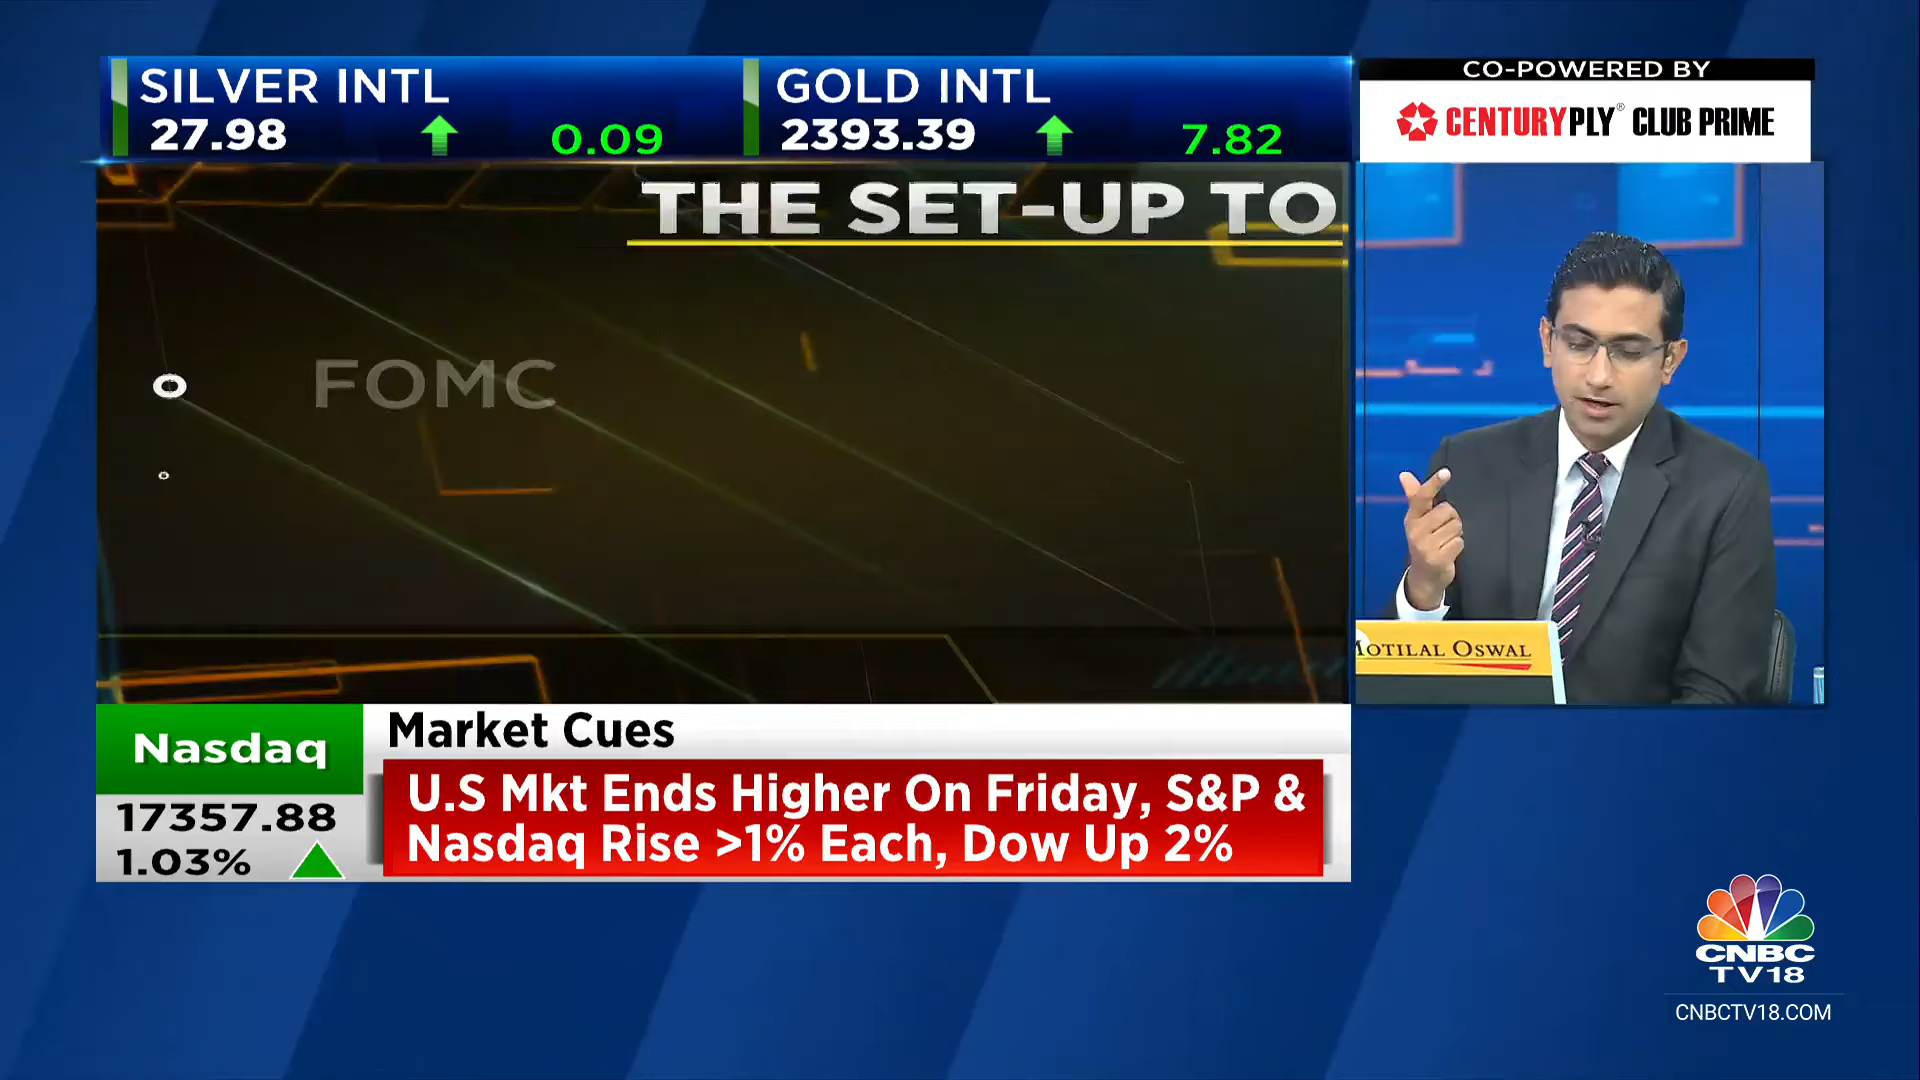 SILVER INTL
27.98
0.09
GOLD INTL
2393.39
7.82
CO-POWERED BY
CENTURYPLY® CLUB PRIME
THE SET-UP TO
FOMC
MOTILAL OSWAL
Nasdaq
17357.88
1.03%
Market Cues
U.S Mkt Ends Higher On Friday, S&P &
Nasdaq Rise >1% Each, Dow Up 2%
CNBC
TV18
CNBCTV18.COM